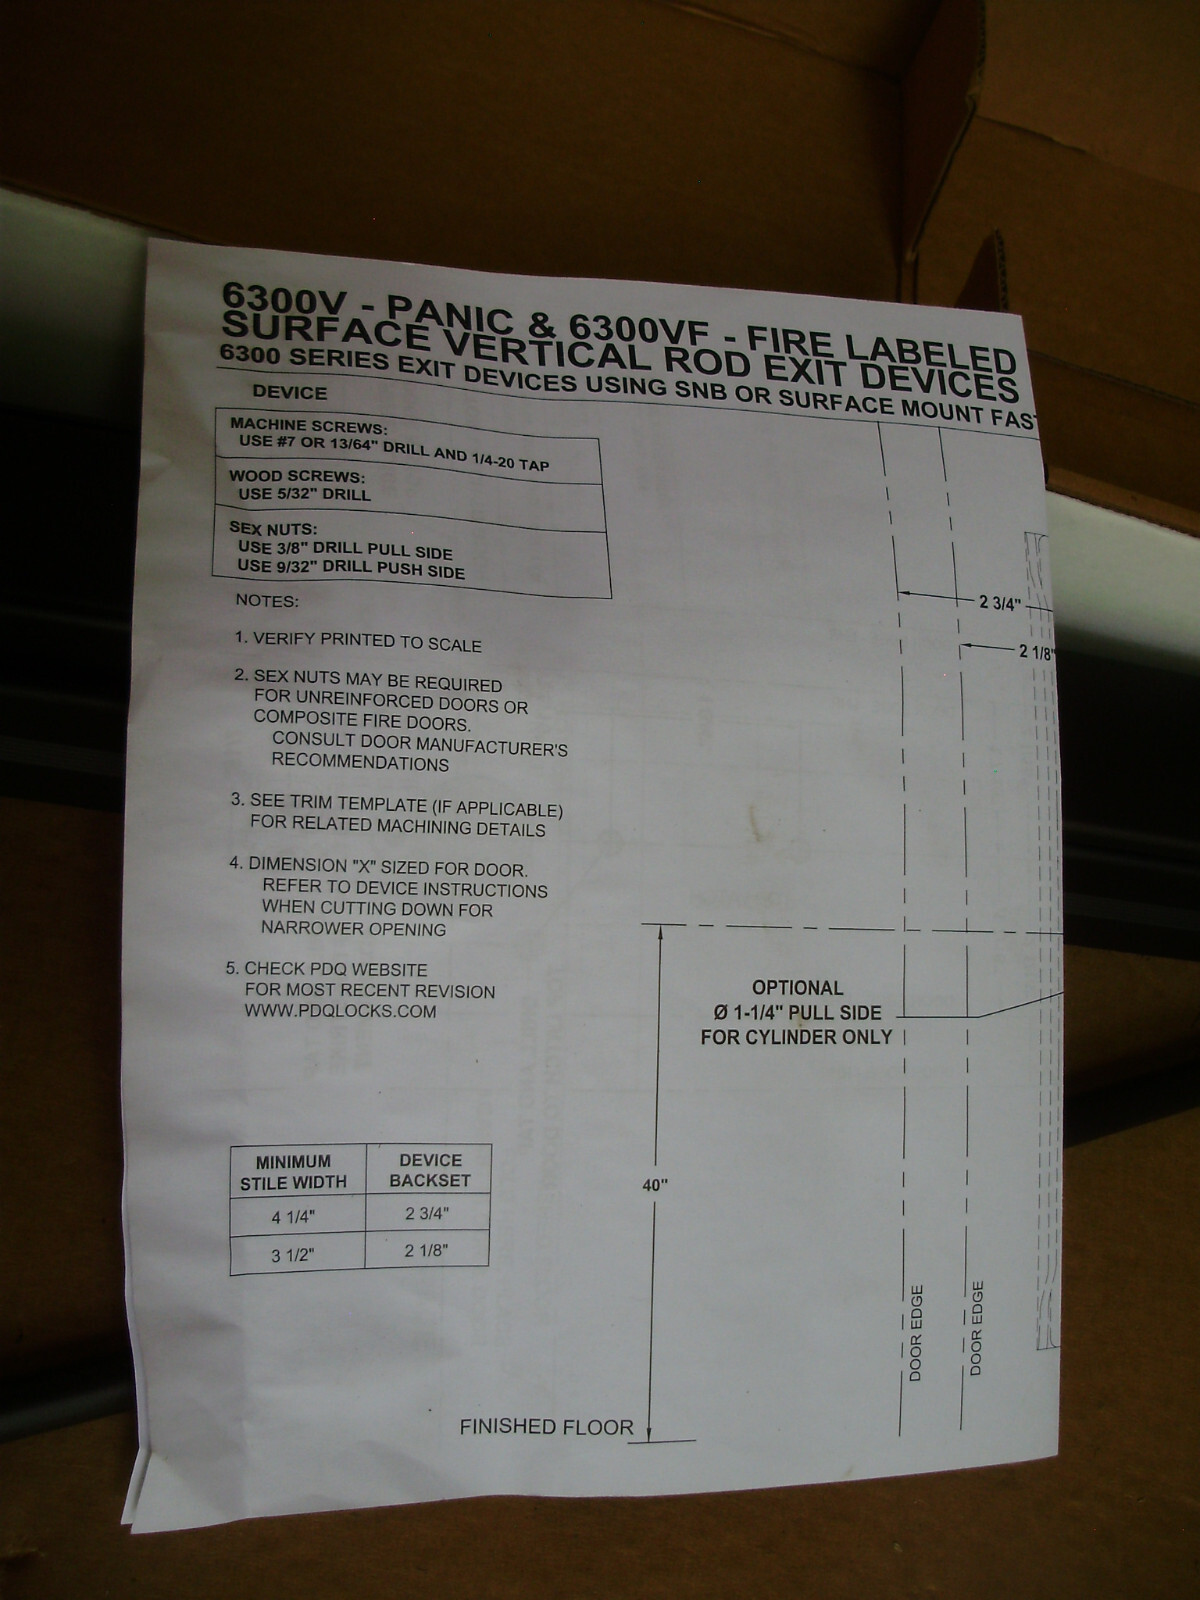 6300V - PANIC & 6300VF - FIRE LABELED
SURFACE VERTICAL ROD EXIT DEVICES
6300 SERIES EXIT DEVICES USING SNB OR SURFACE MOUNT FAS
DEVICE
MACHINE SCREWS:
USE #7 OR 13/64" DRILL AND 1/4-20 TAP
WOOD SCREWS:
USE 5/32" DRILL
SEX NUTS:
USE 3/8" DRILL PULL SIDE
USE 9/32" DRILL PUSH SIDE
NOTES:
1. VERIFY PRINTED TO SCALE
2. SEX NUTS MAY BE REQUIRED
FOR UNREINFORCED DOORS OR
COMPOSITE FIRE DOORS.
CONSULT DOOR MANUFACTURER'S
RECOMMENDATIONS
3. SEE TRIM TEMPLATE (IF APPLICABLE)
FOR RELATED MACHINING DETAILS
4. DIMENSION "X" SIZED FOR DOOR.
REFER TO DEVICE INSTRUCTIONS
WHEN CUTTING DOWN FOR
NARROWER OPENING
5. CHECK PDQ WEBSITE
FOR MOST RECENT REVISION
WWW.PDQLOCKS.COM
2 3/4"
2 1/8"
OPTIONAL
Ø 1-1/4" PULL SIDE
FOR CYLINDER ONLY
MINIMUM STILE WIDTH DEVICE BACKSET
4 1/4" 2 3/4"
3 1/2" 2 1/8"
40"
DOOR EDGE
DOOR EDGE
FINISHED FLOOR